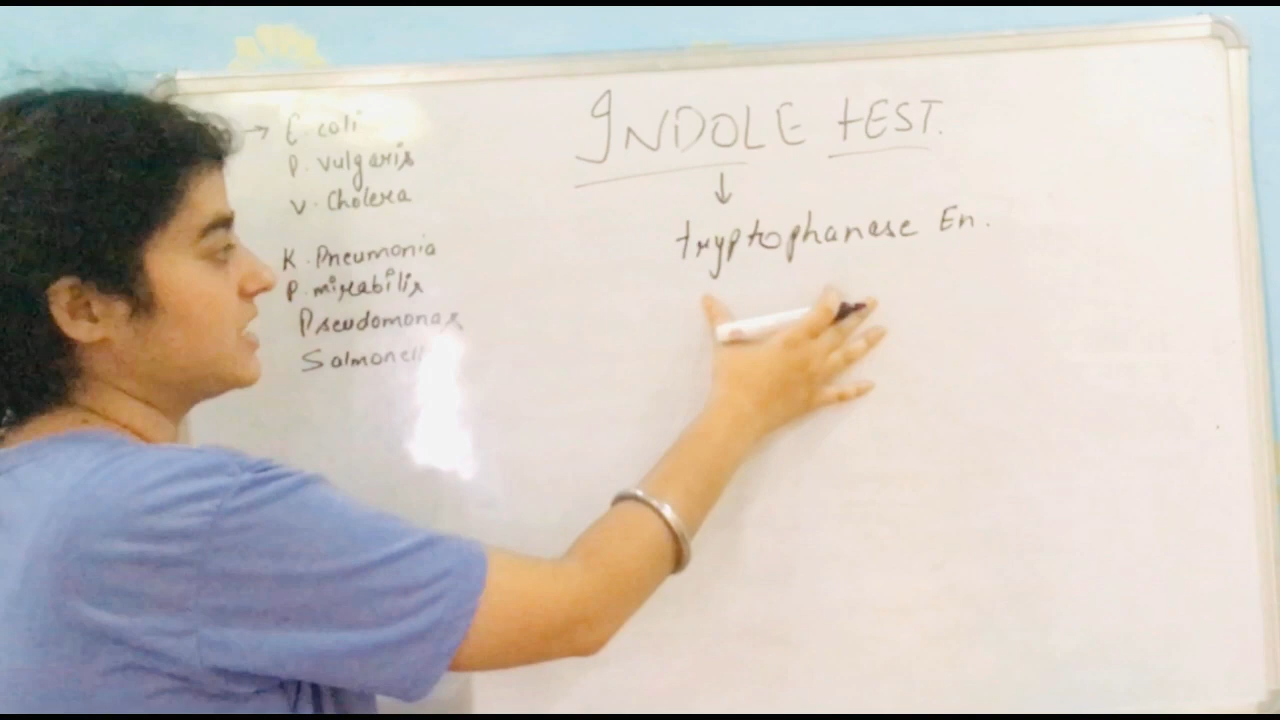 INDOLE tEST.
↓
tryptophanase En.
→ E. coli
P. vulgaris
V. Cholera
K. Pneumonia
P. mirabilis
Pseudomonas